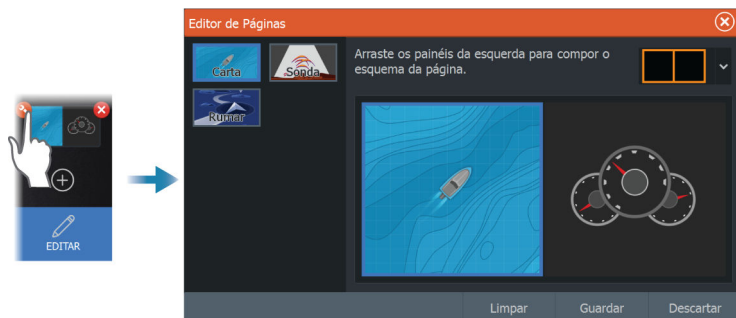 EDITAR
Editor de Páginas
Carta
Sonda
Rumar
Arraste os painéis da esquerda para compor o
esquema da página.
Limpar
Guardar
Descartar